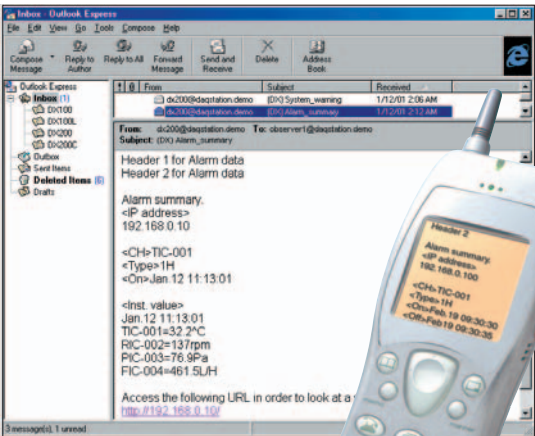 Inbox - Outlook Express
File Edit View Go Tools Compose Help
Compose Message
Reply to Author
Reply to All
Forward Message
Send and Receive
Delete
Address Book
Outlook Express
Inbox (1)
DX100
DX100L
DX200
DX200C
Outbox
Sent Items
Deleted Items (6)
Drafts
From Subject Received
dx200@daqstation.demo (DX) System_warning 1/12/01 2:06 AM
dx200@daqstation.demo (DX) Alarm_summary 1/12/01 2:12 AM
From: dx200@daqstation.demo To: observer1@daqstation.demo
Subject: (DX) Alarm_summary
Header 1 for Alarm data
Header 2 for Alarm data
Alarm summary.
<IP address>
192.168.0.10
<CH>TIC-001
<Type>1H
<On>Jan.12 11:13:01
<Inst. value>
Jan.12 11:13:01
TIC-001=32.2^C
RIC-002=137rpm
PIC-003=76.9Pa
FIC-004=461.5L/H
Access the following URL in order to look at a
http://192.168.0.10/
3 message(s), 1 unread
Header 2
Alarm summary.
<IP address>
192.168.0.100
<CH>TIC-001
<Type>1H
<On>Feb.19 09:30:30
<Off>Feb.19 09:30:35